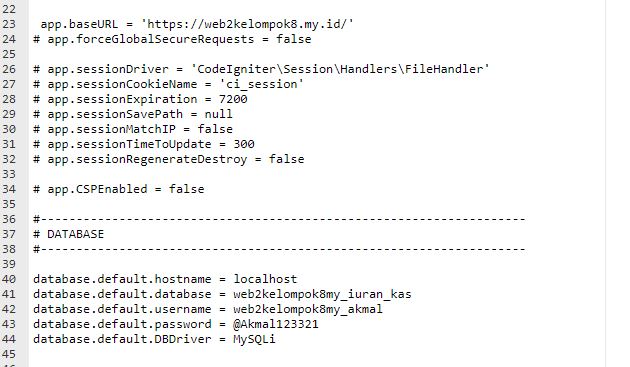 22
23 app.baseURL = 'https://web2kelompok8.my.id/'
24 # app.forceGlobalSecureRequests = false
25
26 # app.sessionDriver = 'CodeIgniter\Session\Handlers\FileHandler'
27 # app.sessionCookieName = 'ci_session'
28 # app.sessionExpiration = 7200
29 # app.sessionSavePath = null
30 # app.sessionMatchIP = false
31 # app.sessionTimeToUpdate = 300
32 # app.sessionRegenerateDestroy = false
33
34 # app.CSPEnabled = false
35
36 #--------------------------------------------------------------------
37 # DATABASE
38 #--------------------------------------------------------------------
39
40 database.default.hostname = localhost
41 database.default.database = web2kelompok8my_iuran_kas
42 database.default.username = web2kelompok8my_akmal
43 database.default.password = @Akmal123321
44 database.default.DBDriver = MySQLi
45